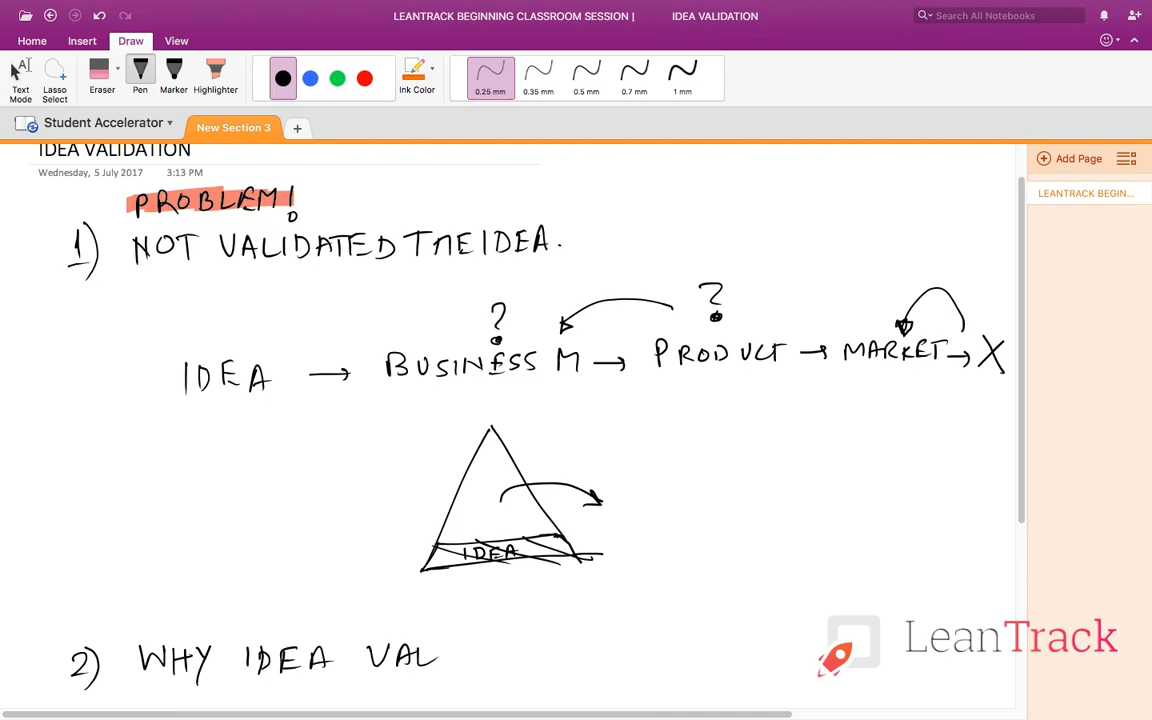 LEANTRACK BEGINNING CLASSROOM SESSION | IDEA VALIDATION
Search All Notebooks
Home Insert Draw View
Text Mode
Lasso Select
Eraser
Pen
Marker
Highlighter
Ink Color
0.25 mm 0.35 mm 0.5 mm 0.7 mm 1 mm
Student Accelerator
New Section 3
+
Add Page
LEANTRACK BEGIN...
IDEA VALIDATION
Wednesday, 5 July 2017 3:13 PM
PROBLEM!
1) NOT VALIDATED THE IDEA.
? ?
IDEA → BUSINESS M → PRODUCT → MARKET → X
IDEA
2) WHY IDEA VAL
LeanTrack